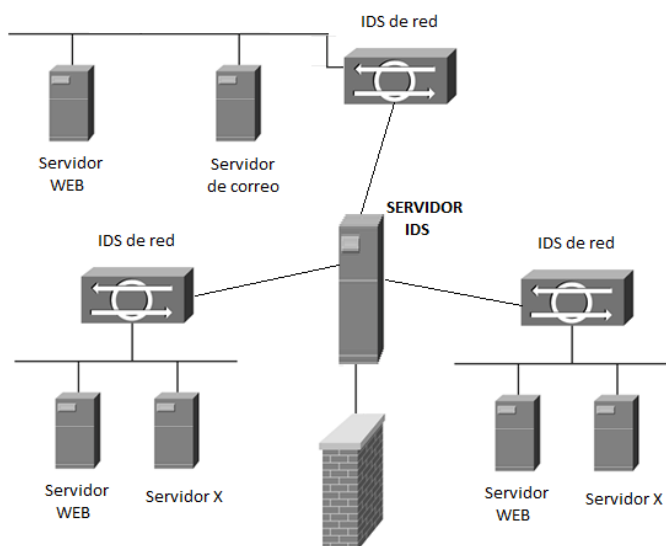 IDS de red
Servidor
WEB
Servidor
de correo
SERVIDOR
IDS
IDS de red
IDS de red
Servidor
WEB
Servidor X
Servidor
WEB
Servidor X